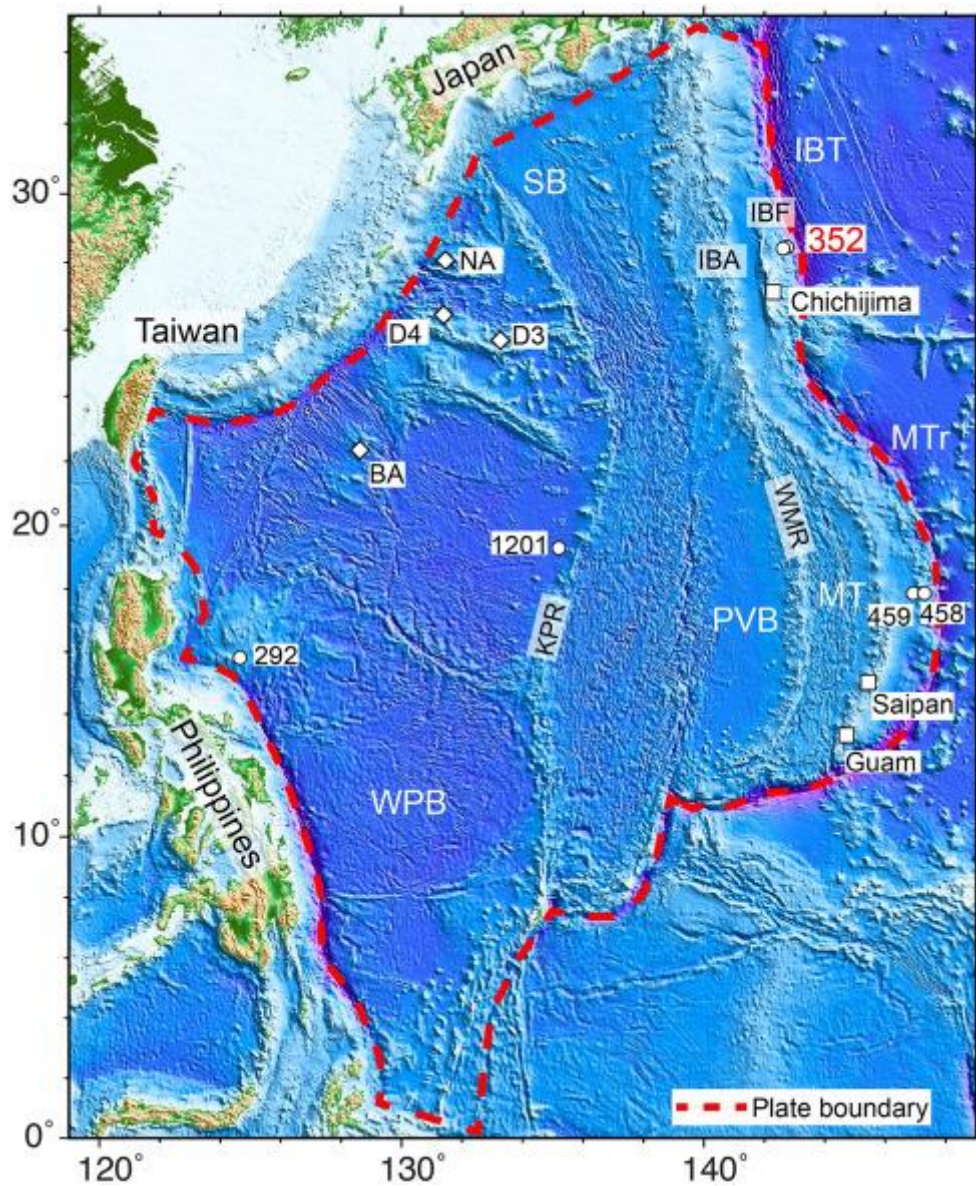 Japan
IBT
SB
30°
IBF
352
IBA
NA
Chichijima
Taiwan
D4
D3
MTr
BA
WMR
20°
1201
KPR
PVB
MT
459
458
292
Saipan
Philippines
Guam
WPB
10°
Plate boundary
0°
120°
130°
140°